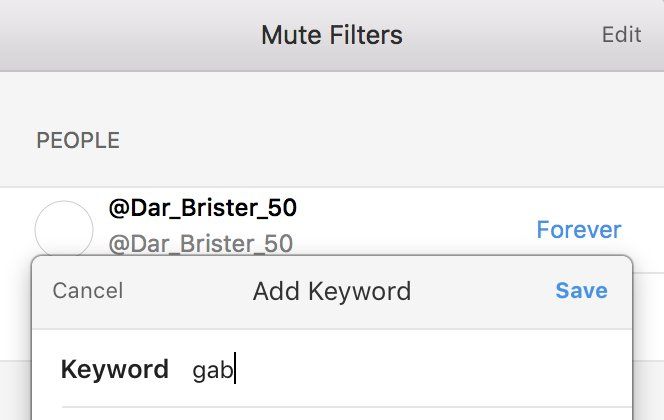 Mute Filters Edit
PEOPLE
@Dar_Brister_50
@Dar_Brister_50 Forever
Cancel Add Keyword Save
Keyword gab